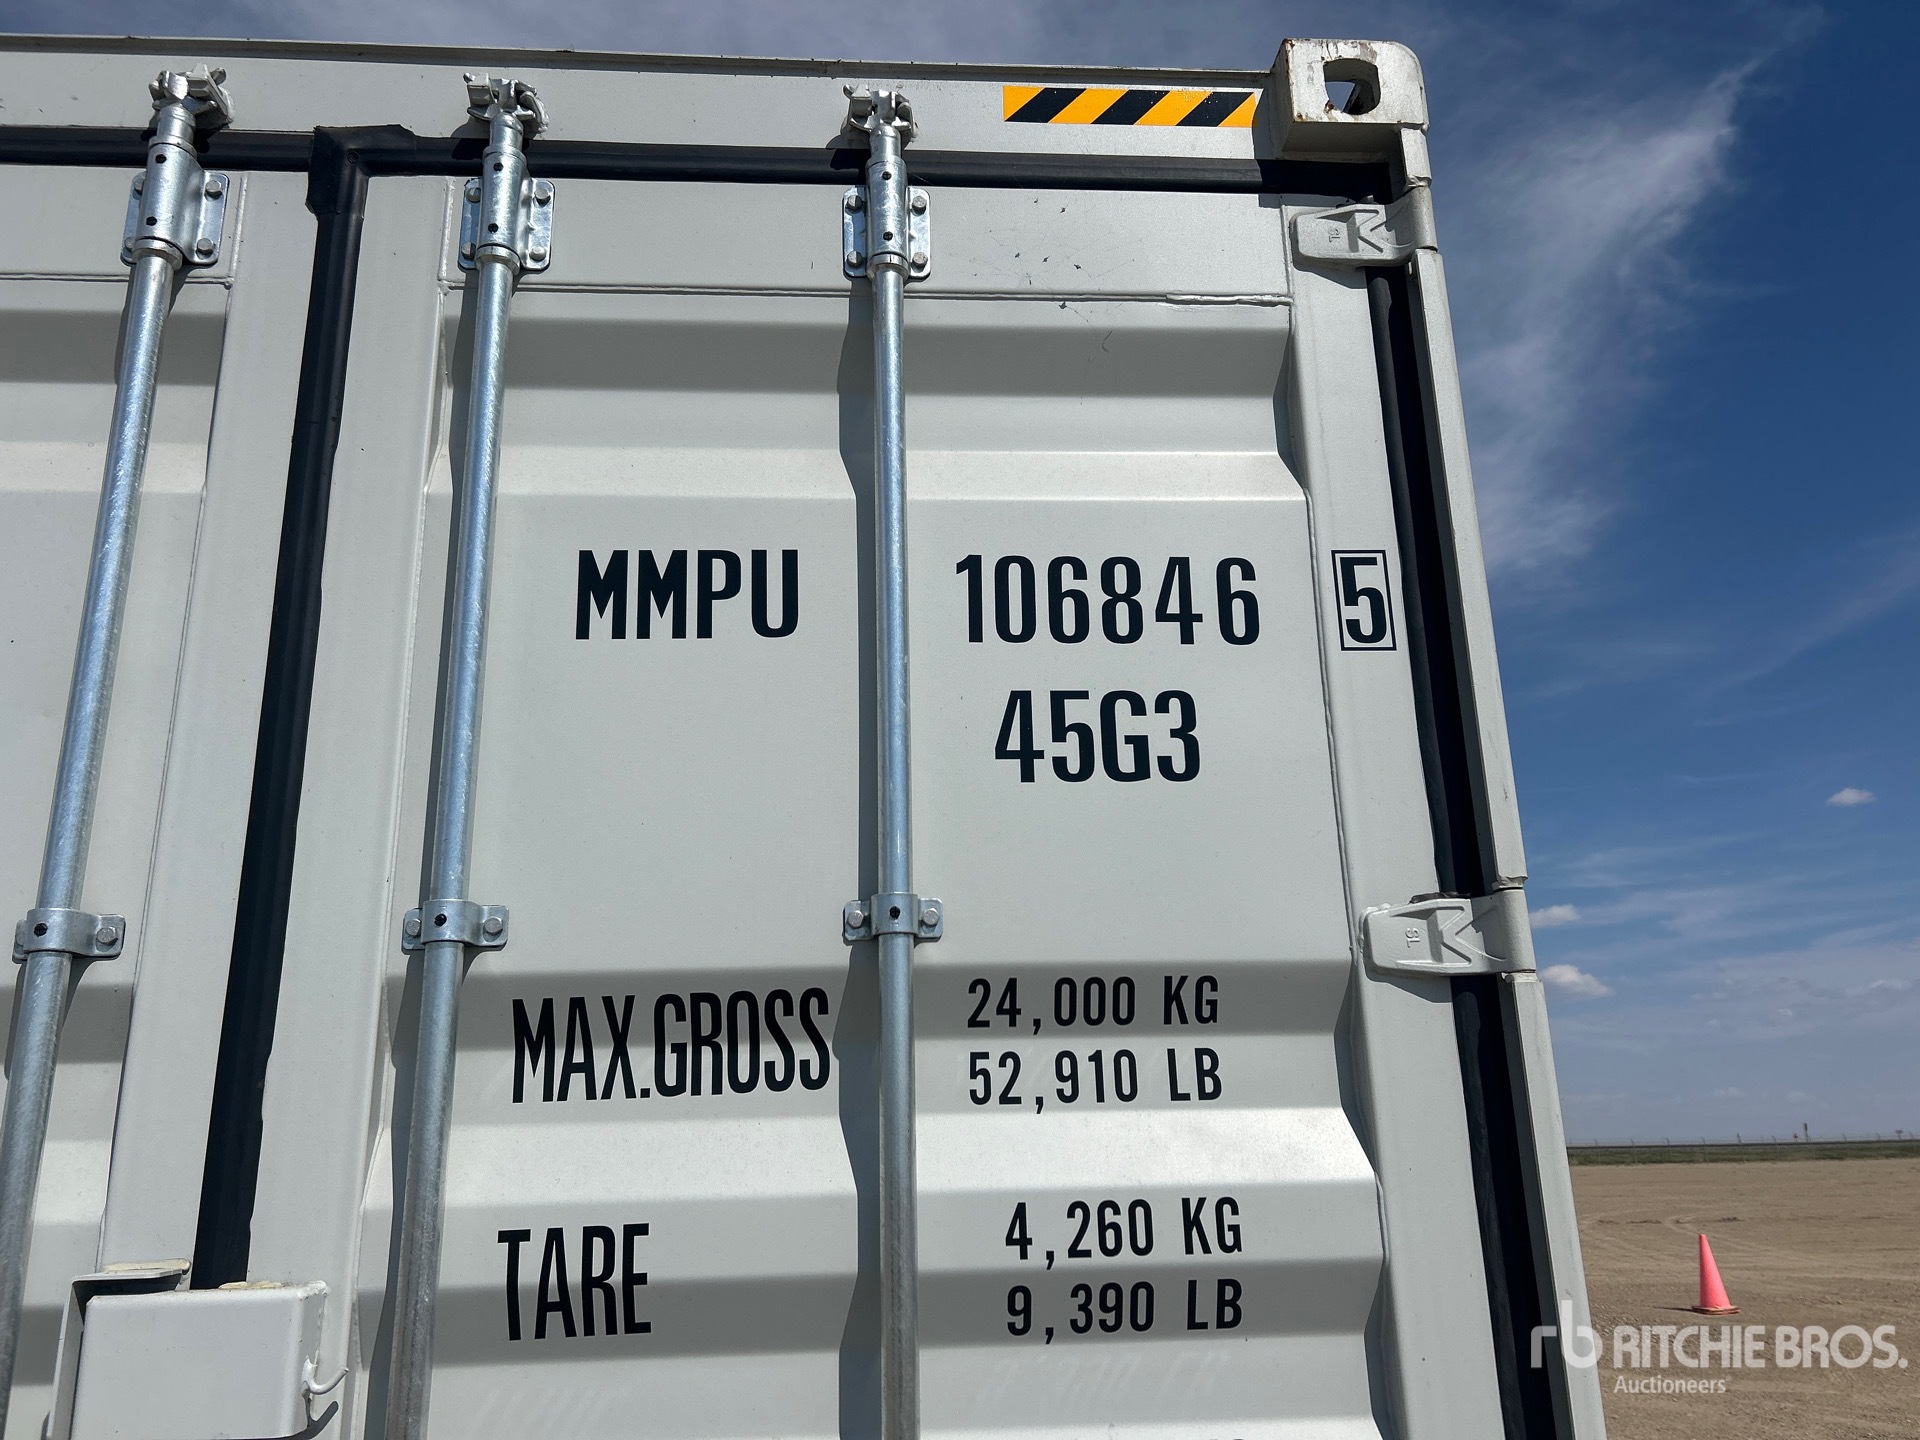 MMPU 106846 5
45G3
MAX.GROSS 24,000 KG
52,910 LB
TARE 4,260 KG
9,390 LB
rb RITCHIE BROS.
Auctioneers